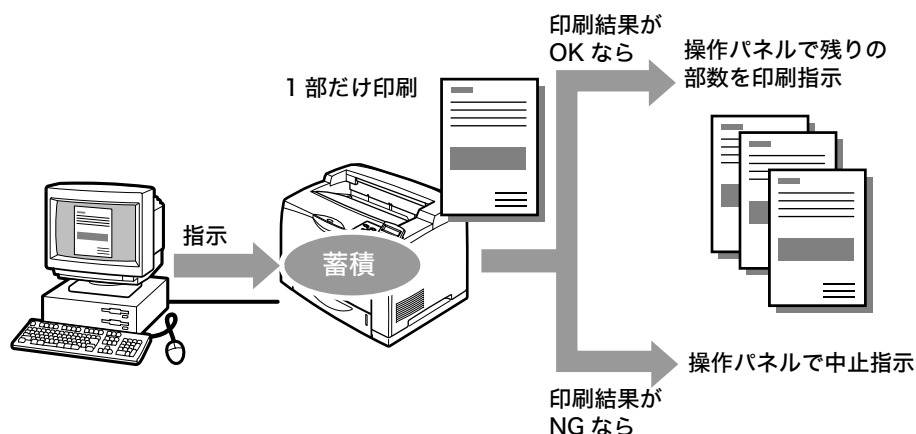 印刷結果が
OK なら
操作パネルで残りの
部数を印刷指示
1 部だけ印刷
指示
蓄積
操作パネルで中止指示
印刷結果が
NG なら